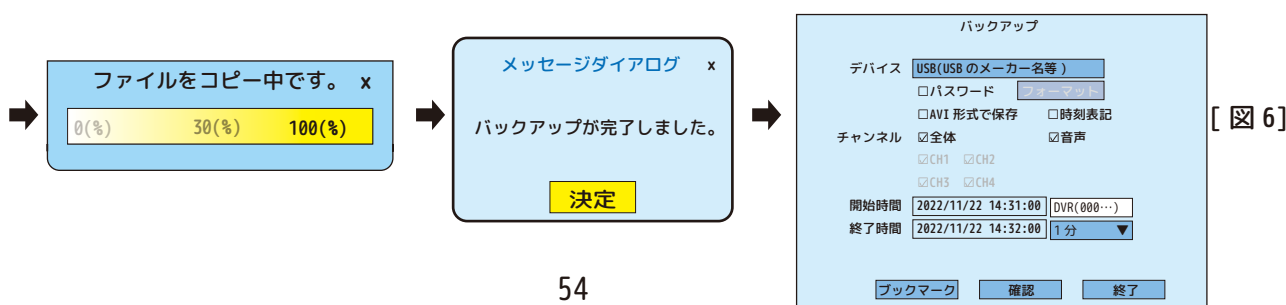 ファイルをコピー中です。 x
0(%) 30(%) 100(%)
メッセージダイアログ x
バックアップが完了しました。
決定
バックアップ
デバイス USB(USBのメーカー名等)
□パスワード フォーマット
□AVI形式で保存 □時刻表記
チャンネル ☑全体 ☑音声
☑CH1 ☑CH2
☑CH3 ☑CH4
開始時間 2022/11/22 14:31:00 DVR(000…)
終了時間 2022/11/22 14:32:00 1分 ▼
ブックマーク 確認 終了
[図6]
54